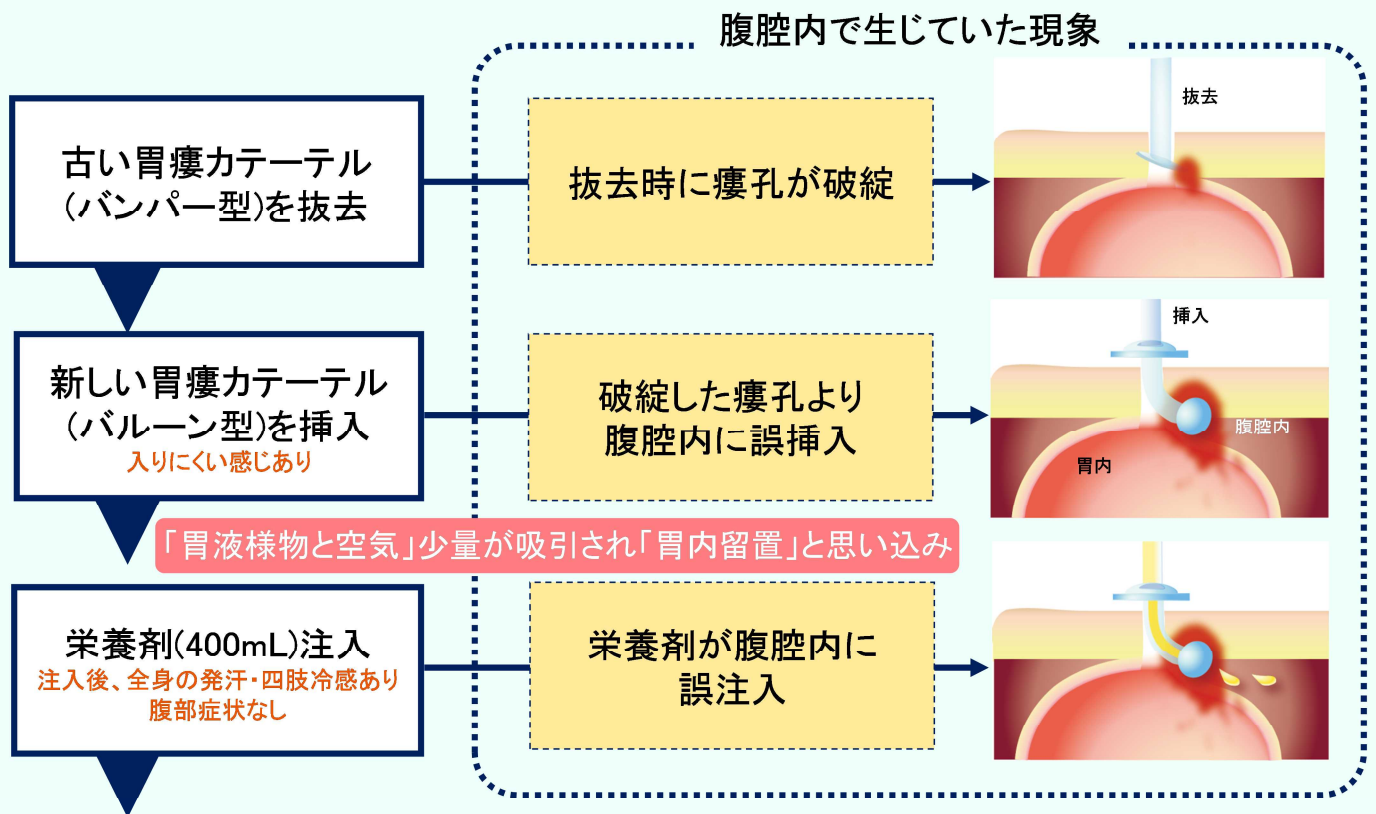 腹腔内で生じていた現象
古い胃瘻カテーテル
(バンパー型)を抜去
抜去時に瘻孔が破綻
抜去
新しい胃瘻カテーテル
(バルーン型)を挿入
入りにくい感じあり
破綻した瘻孔より
腹腔内に誤挿入
挿入
腹腔内
胃内
「胃液様物と空気」少量が吸引され「胃内留置」と思い込み
栄養剤(400mL)注入
注入後、全身の発汗・四肢冷感あり
腹部症状なし
栄養剤が腹腔内に
誤注入